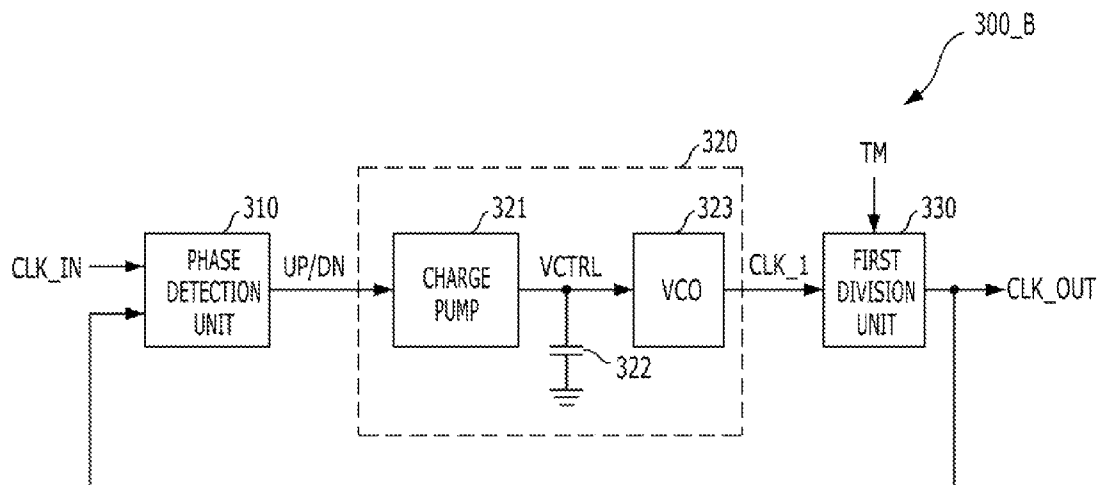 300_B
320
TM
310
321
323
330
CLK_IN
PHASE
DETECTION
UNIT
UP/DN
CHARGE
PUMP
VCTRL
VCO
CLK_1
FIRST
DIVISION
UNIT
CLK_OUT
322